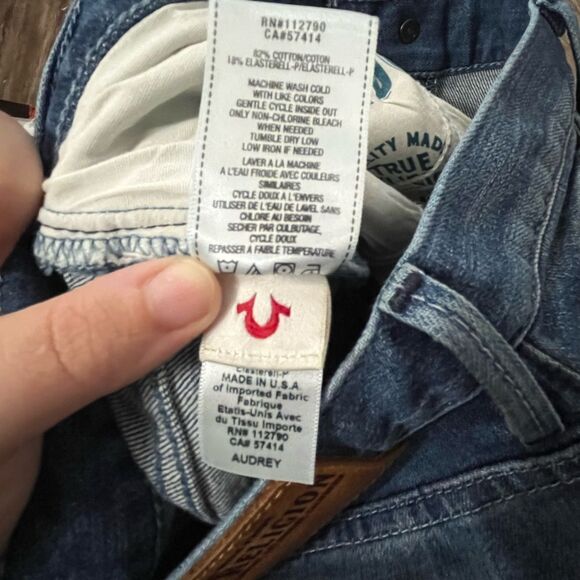 RN#112790
CA#57414
82% COTTON/COTON
18% ELASTERELL-P/ELASTERELL-P
MACHINE WASH COLD
WITH LIKE COLORS
GENTLE CYCLE INSIDE OUT
ONLY NON-CHLORINE BLEACH
WHEN NEEDED
TUMBLE DRY LOW
LOW IRON IF NEEDED
LAVER A LA MACHINE
A L'EAU FROIDE AVEC COULEURS
SIMILAIRES
CYCLE DOUX A L'ENVERS
UTILISER DE L'EAU DE LAVEL SANS
CHLORE AU BESOIN
SECHER PAR CULBUTAGE,
CYCLE DOUX
REPASSER A FAIBLE TEMPERATURE
Elasterell-P
MADE IN U.S.A
of Imported Fabric
Fabrique
Etats-Unis Avec
du Tissu Importe
RN# 112790
CA# 57414
AUDREY
ITY MAD
TRUE
RELIGION